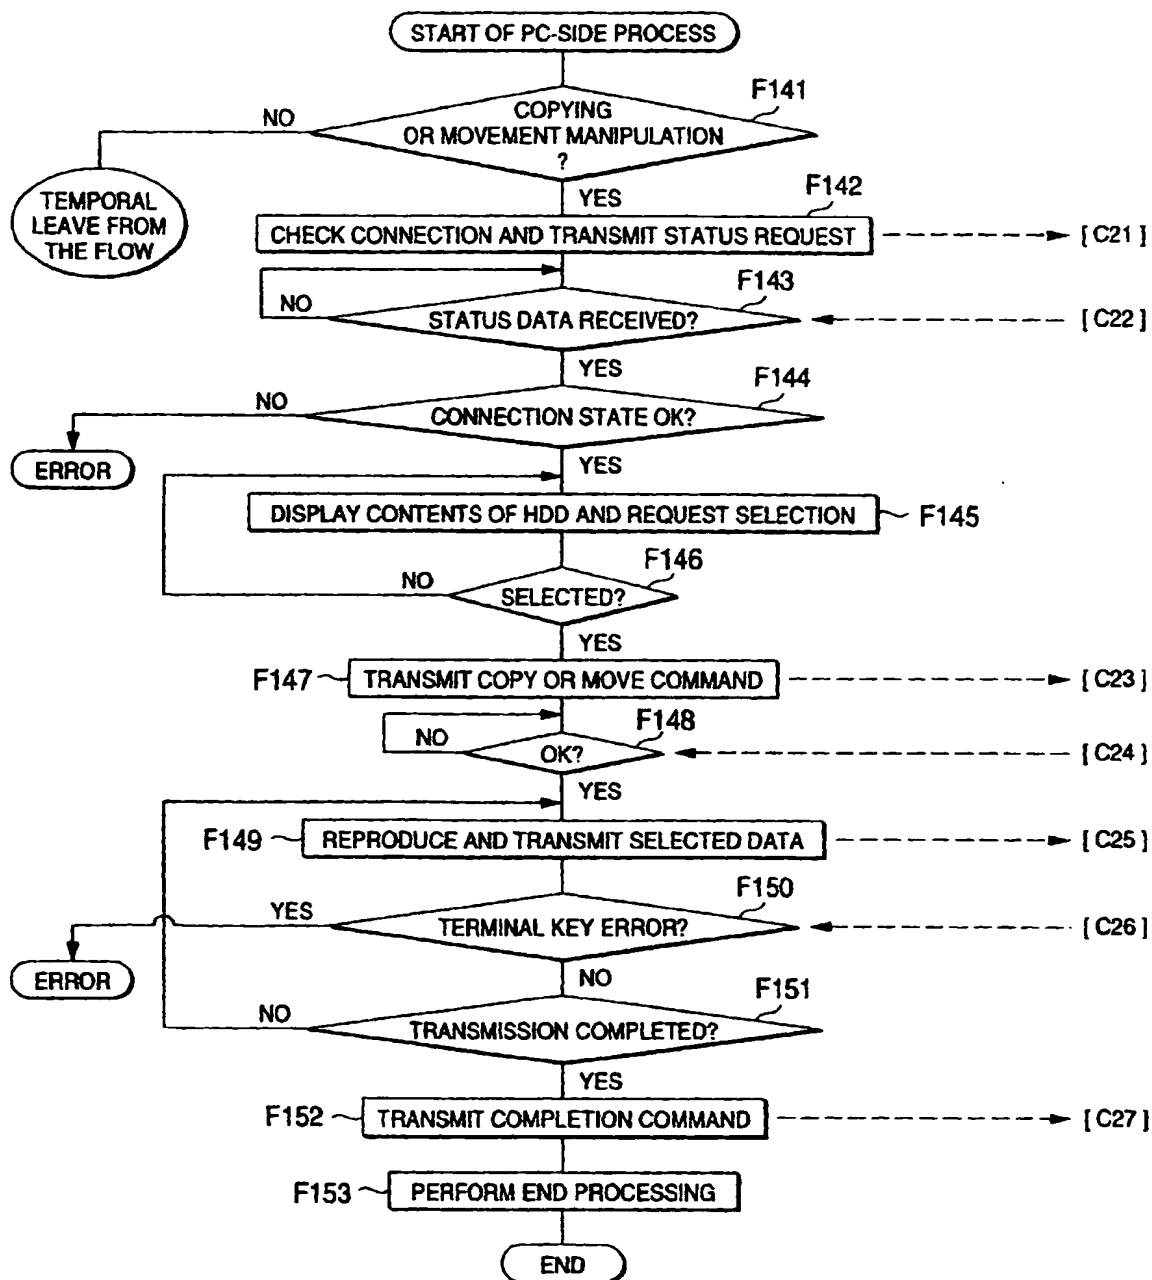 START OF PC-SIDE PROCESS
F141
COPYING
OR MOVEMENT MANIPULATION
?
NO
YES
TEMPORAL
LEAVE FROM
THE FLOW
F142
CHECK CONNECTION AND TRANSMIT STATUS REQUEST
[ C21 ]
F143
NO
STATUS DATA RECEIVED?
[ C22 ]
YES
F144
NO
CONNECTION STATE OK?
ERROR
YES
DISPLAY CONTENTS OF HDD AND REQUEST SELECTION
F145
F146
NO
SELECTED?
YES
F147
TRANSMIT COPY OR MOVE COMMAND
[ C23 ]
F148
NO
OK?
[ C24 ]
YES
F149
REPRODUCE AND TRANSMIT SELECTED DATA
[ C25 ]
F150
YES
TERMINAL KEY ERROR?
[ C26 ]
ERROR
NO
F151
NO
TRANSMISSION COMPLETED?
YES
F152
TRANSMIT COMPLETION COMMAND
[ C27 ]
F153
PERFORM END PROCESSING
END